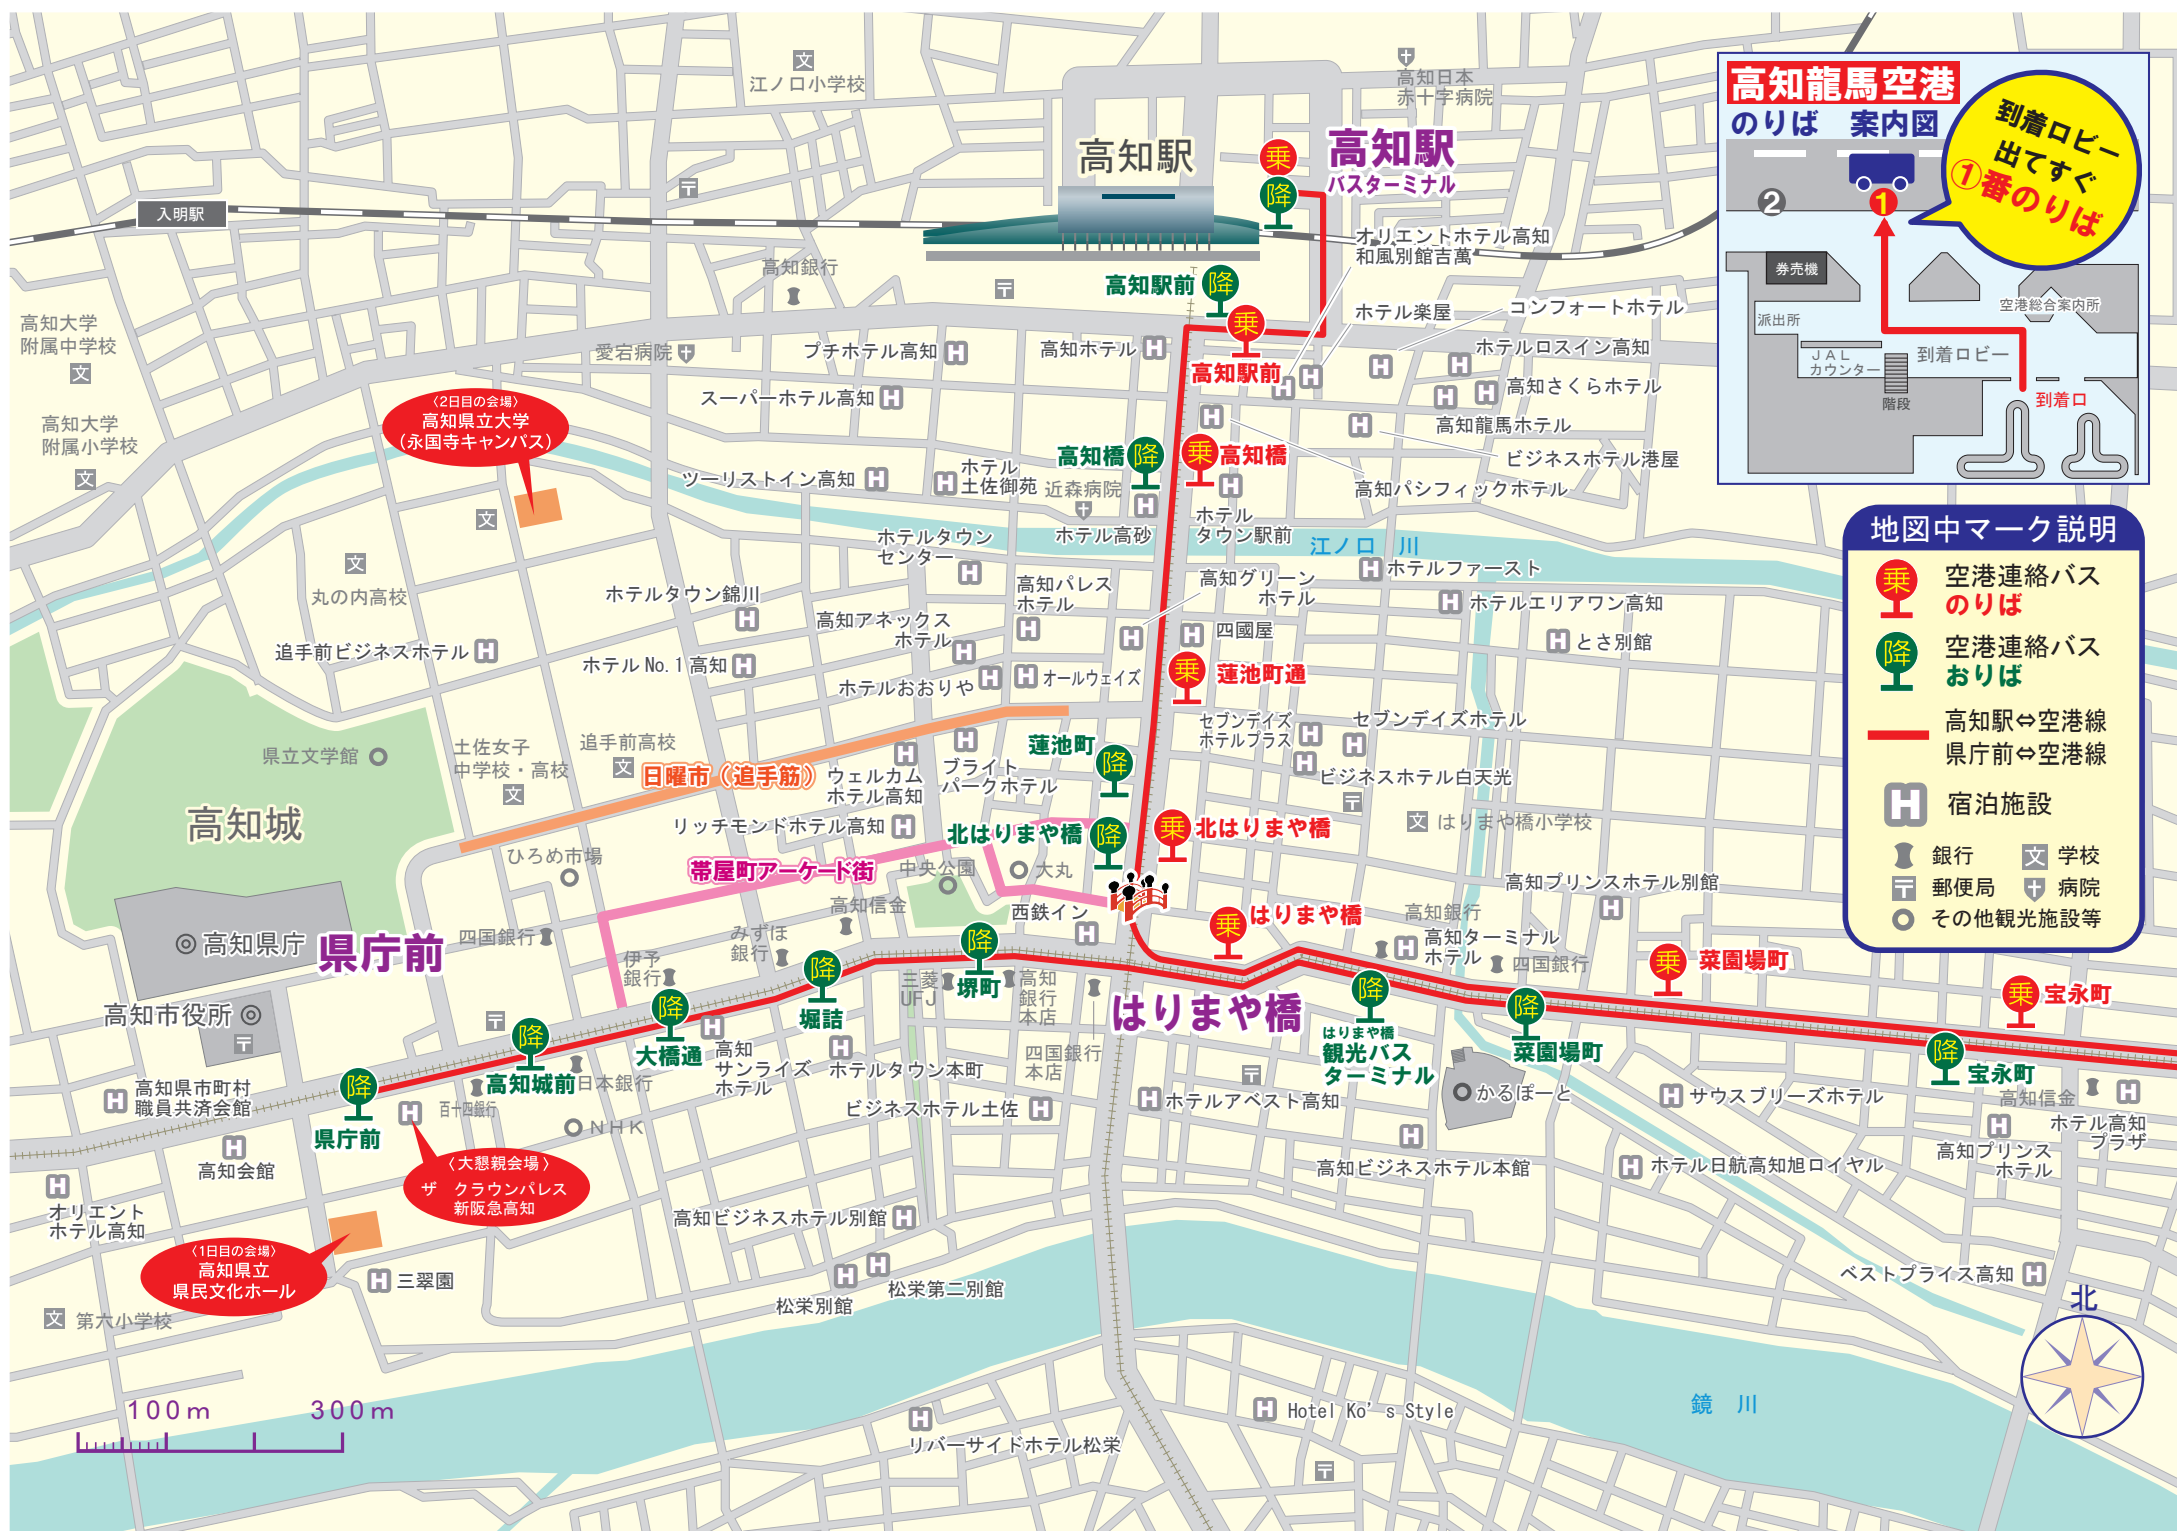 江ノ口小学校
高知日本
赤十字病院
高知駅
乗
降
高知駅
バスターミナル
入明駅
高知銀行
オリエントホテル高知
和風別館吉萬
高知駅前
降
乗
高知駅前
ホテル楽屋
コンフォートホテル
高知大学
附属中学校
文
愛宕病院
プチホテル高知
高知ホテル
ホテルロスイン高知
スーパーホテル高知
高知さくらホテル
高知龍馬ホテル
〈2日目の会場〉
高知県立大学
(永国寺キャンパス)
高知大学
附属小学校
文
高知橋
降
乗
高知橋
ビジネスホテル港屋
ツーリストイン高知
ホテル
土佐御苑
近森病院
高知パシフィックホテル
ホテル高砂
ホテル
タウン駅前
ホテルタウン
センター
江ノ口 川
ホテルファースト
丸の内高校
ホテルタウン錦川
高知パレス
ホテル
高知グリーン
ホテル
ホテルエリアワン高知
高知アネックス
ホテル
四國屋
とさ別館
追手前ビジネスホテル
ホテルNo.1高知
ホテルおおりや
オールウェイズ
乗
蓮池町通
セブンデイズ
ホテルプラス
セブンデイズホテル
県立文学館
土佐女子
中学校・高校
追手前高校
日曜市(追手筋)
ウェルカム
ホテル高知
ブライト
パークホテル
蓮池町
降
ビジネスホテル白天光
高知城
リッチモンドホテル高知
北はりまや橋
降
乗
北はりまや橋
はりまや橋小学校
ひろめ市場
帯屋町アーケード街
中央公園
大丸
高知プリンスホテル別館
高知信金
西鉄イン
乗
はりまや橋
高知銀行
高知ターミナル
ホテル
四国銀行
高知県庁
県庁前
四国銀行
伊予
銀行
みずほ
銀行
降
堀詰
三菱
UFJ
降
堺町
高知
銀行
本店
はりまや橋
降
はりまや橋
観光バス
ターミナル
降
菜園場町
乗
菜園場町
乗
宝永町
降
宝永町
高知市役所
降
高知城前
降
大橋通
高知
サンライズ
ホテル
ホテルタウン本町
四国銀行
本店
日本銀行
百十四銀行
降
県庁前
高知県市町村
職員共済会館
高知会館
NHK
ビジネスホテル土佐
ホテルアベスト高知
かるぽーと
サウスブリーズホテル
高知信金
ホテル高知
プラザ
高知プリンス
ホテル
〈大懇親会場〉
ザ クラウンパレス
新阪急高知
高知ビジネスホテル本館
ホテル日航高知旭ロイヤル
オリエント
ホテル高知
高知ビジネスホテル別館
〈1日目の会場〉
高知県立
県民文化ホール
三翠園
松栄別館
松栄第二別館
ベストプライス高知
第六小学校
北
100m
300m
リバーサイドホテル松栄
Hotel Ko's Style
鏡 川
高知龍馬空港
のりば 案内図
到着ロビー
出てすぐ
①番のりば
2
1
券売機
空港総合案内所
派出所
JAL
カウンター
到着ロビー
階段
到着口
地図中マーク説明
乗
空港連絡バス
のりば
降
空港連絡バス
おりば
高知駅⇔空港線
県庁前⇔空港線
H
宿泊施設
銀行
文
学校
郵便局
病院
その他観光施設等